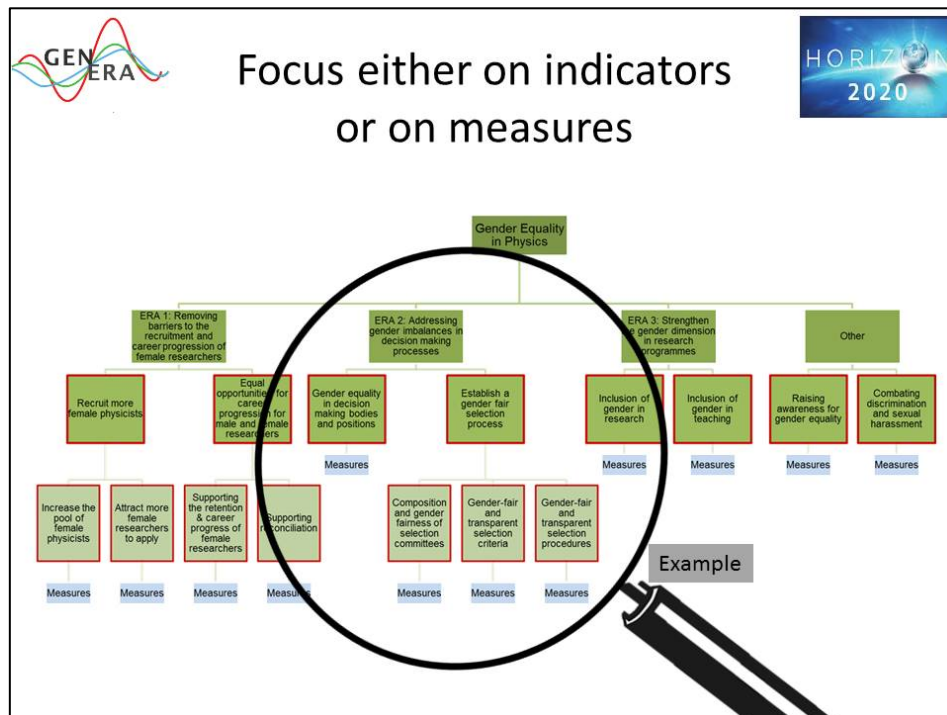 GEN
ERA
HORIZON
2020
Focus either on indicators
or on measures
Gender Equality
in Physics
ERA 1: Removing
barriers to the
recruitment and
career progression of
female researchers
ERA 2: Addressing
gender imbalances in
decision making
processes
ERA 3: Strengthen
the gender dimension
in research
programmes
Other
Recruit more
female physicists
Equal
opportunities for
career
progression for
male and female
researchers
Gender equality
in decision
making bodies
and positions
Establish a
gender fair
selection
process
Inclusion of
gender in
research
Inclusion of
gender in
teaching
Raising
awareness for
gender equality
Combating
discrimination
and sexual
harassment
Measures
Measures
Measures
Measures
Measures
Increase the
pool of
female
physicists
Attract more
female
researchers
to apply
Supporting
the retention
& career
progress of
female
researchers
Supporting
reconciliation
Composition
and gender
fairness of
selection
committees
Gender-fair
and
transparent
selection
criteria
Gender-fair
and
transparent
selection
procedures
Measures
Measures
Measures
Measures
Measures
Measures
Measures
Example